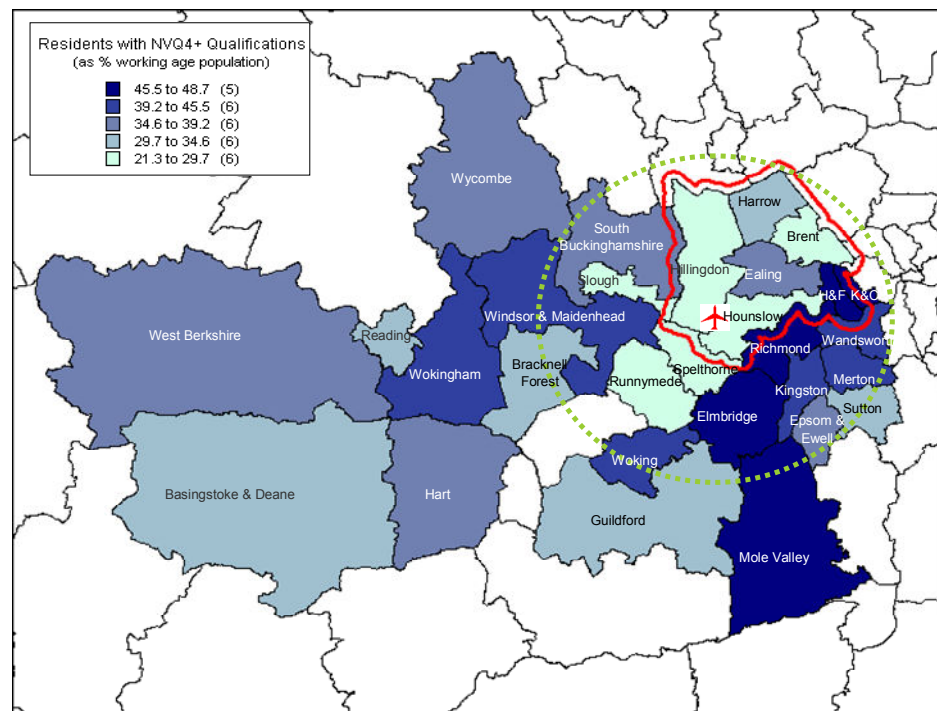 Residents with NVQ4+ Qualifications
(as % working age population)
45.5 to 48.7 (5)
39.2 to 45.5 (6)
34.6 to 39.2 (6)
29.7 to 34.6 (6)
21.3 to 29.7 (6)
Wycombe
Harrow
South
Buckinghamshire
Brent
Hillingdon
Ealing
Slough
H&F K&C
Windsor & Maidenhead
Hounslow
West Berkshire
Reading
Richmond
Wandswort
Bracknell
Forest
Spelthorne
Wokingham
Runnymede
Merton
Kingston
Sutton
Elmbridge
Epsom &
Ewell
Woking
Basingstoke & Deane
Hart
Guildford
Mole Valley